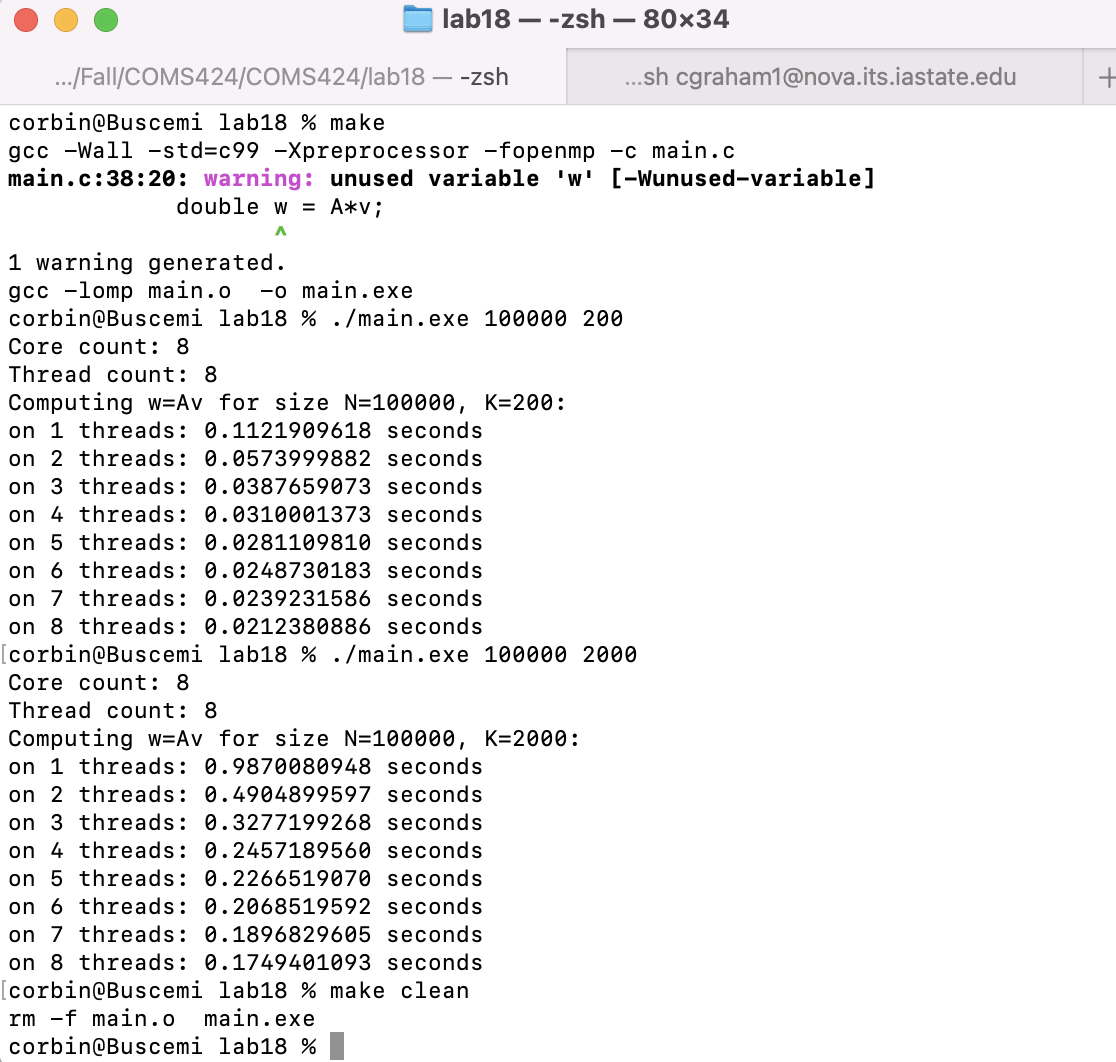 lab18 — -zsh — 80×34
.../Fall/COMS424/COMS424/lab18 — -zsh
...sh cgraham1@nova.its.iastate.edu
+
corbin@Buscemi lab18 % make
gcc -Wall -std=c99 -Xpreprocessor -fopenmp -c main.c
main.c:38:20: warning: unused variable 'w' [-Wunused-variable]
            double w = A*v;
                   ^
1 warning generated.
gcc -lomp main.o  -o main.exe
corbin@Buscemi lab18 % ./main.exe 100000 200
Core count: 8
Thread count: 8
Computing w=Av for size N=100000, K=200:
on 1 threads: 0.1121909618 seconds
on 2 threads: 0.0573999882 seconds
on 3 threads: 0.0387659073 seconds
on 4 threads: 0.0310001373 seconds
on 5 threads: 0.0281109810 seconds
on 6 threads: 0.0248730183 seconds
on 7 threads: 0.0239231586 seconds
on 8 threads: 0.0212380886 seconds
[corbin@Buscemi lab18 % ./main.exe 100000 2000
Core count: 8
Thread count: 8
Computing w=Av for size N=100000, K=2000:
on 1 threads: 0.9870080948 seconds
on 2 threads: 0.4904899597 seconds
on 3 threads: 0.3277199268 seconds
on 4 threads: 0.2457189560 seconds
on 5 threads: 0.2266519070 seconds
on 6 threads: 0.2068519592 seconds
on 7 threads: 0.1896829605 seconds
on 8 threads: 0.1749401093 seconds
[corbin@Buscemi lab18 % make clean
rm -f main.o  main.exe
corbin@Buscemi lab18 %